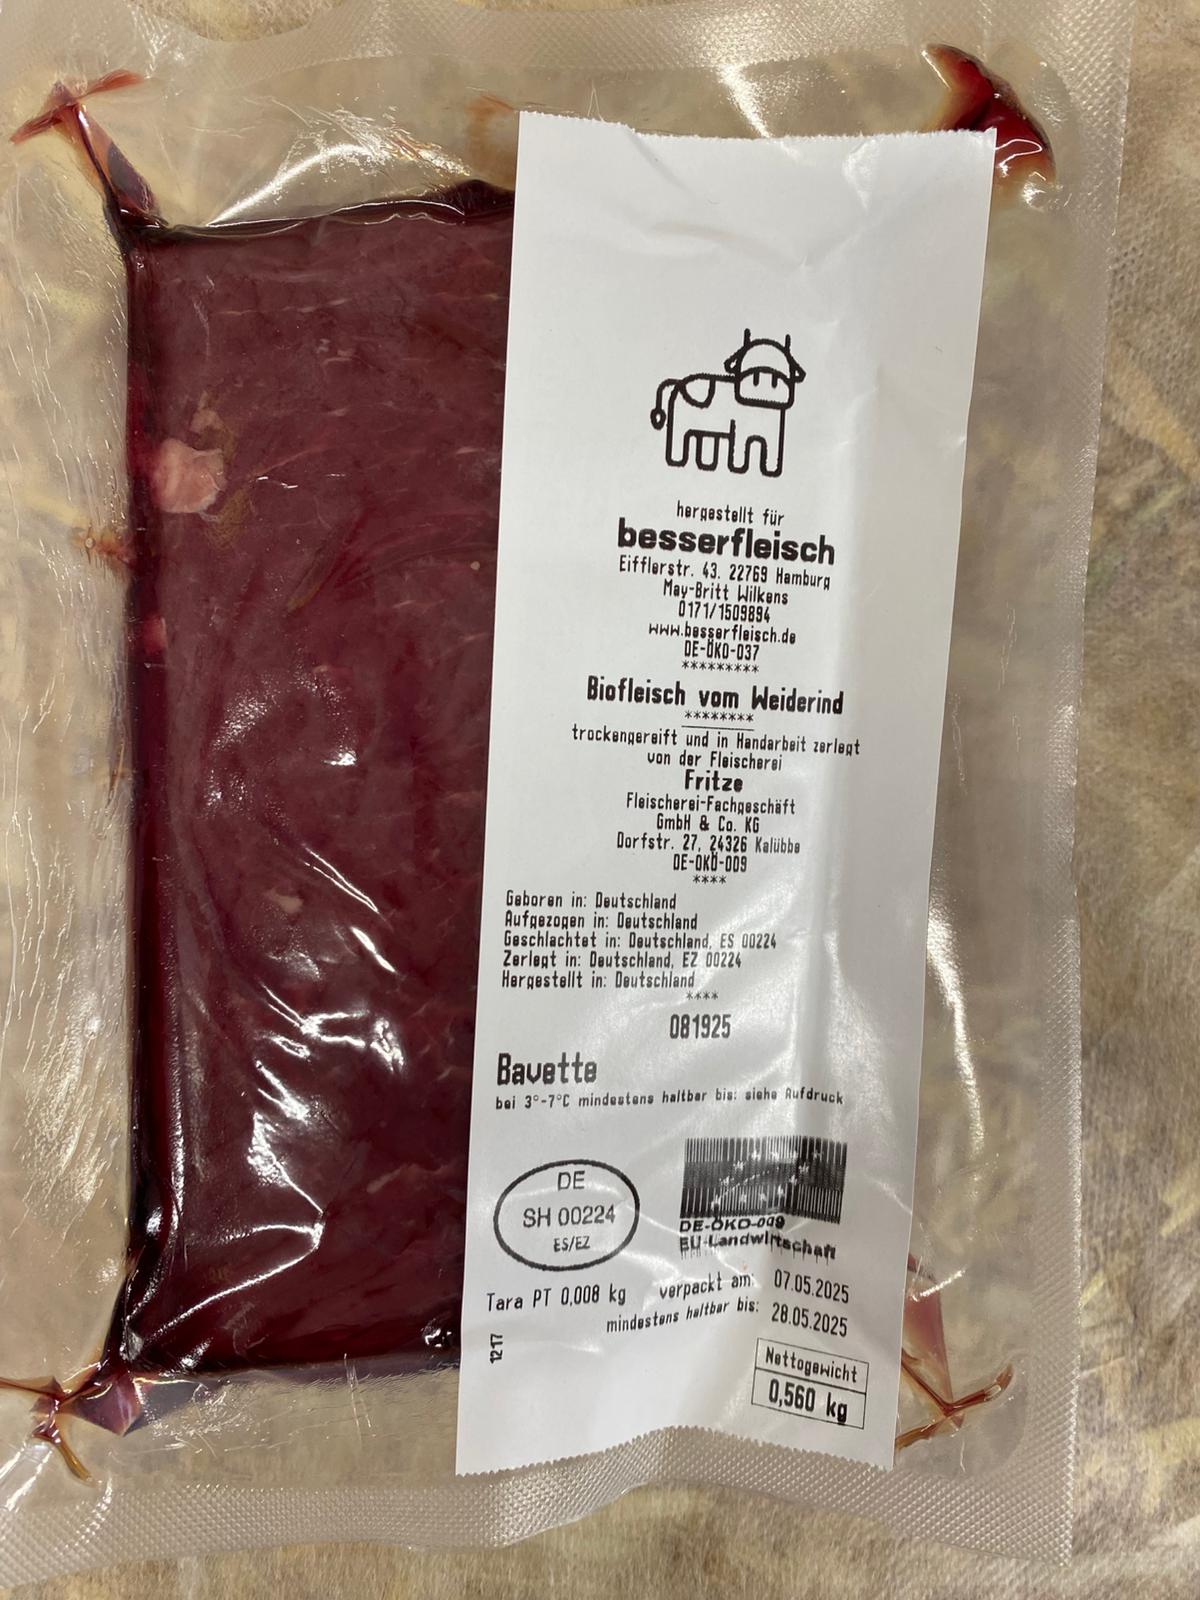 hergestellt für
besserfleisch
Eifflerstr. 43. 22769 Hamburg
May-Britt Wilkens
0171/1509894
www.besserfleisch.de
DE-ÖKO-037
*********
Biofleisch vom Weiderind
********
trockengereift und in Handarbeit zerlegt
von der Fleischerei
Fritze
Fleischerei-Fachgeschäft
GmbH & Co. KG
Dorfstr. 27, 24326 Kalübbe
DE-ÖKO-009
****
Geboren in: Deutschland
Aufgezogen in: Deutschland
Geschlachtet in: Deutschland, ES 00224
Zerlegt in: Deutschland, EZ 00224
Hergestellt in: Deutschland
****
081925
Bavette
bei 3°-7°C mindestens haltbar bis: siehe Aufdruck
DE
SH 00224
ES/EZ
DE-ÖKO-009
EU-Landwirtschaft
Tara PT 0,008 kg verpackt am: 07.05.2025
mindestens haltbar bis: 28.05.2025
1217
Nettogewicht
0,560 kg